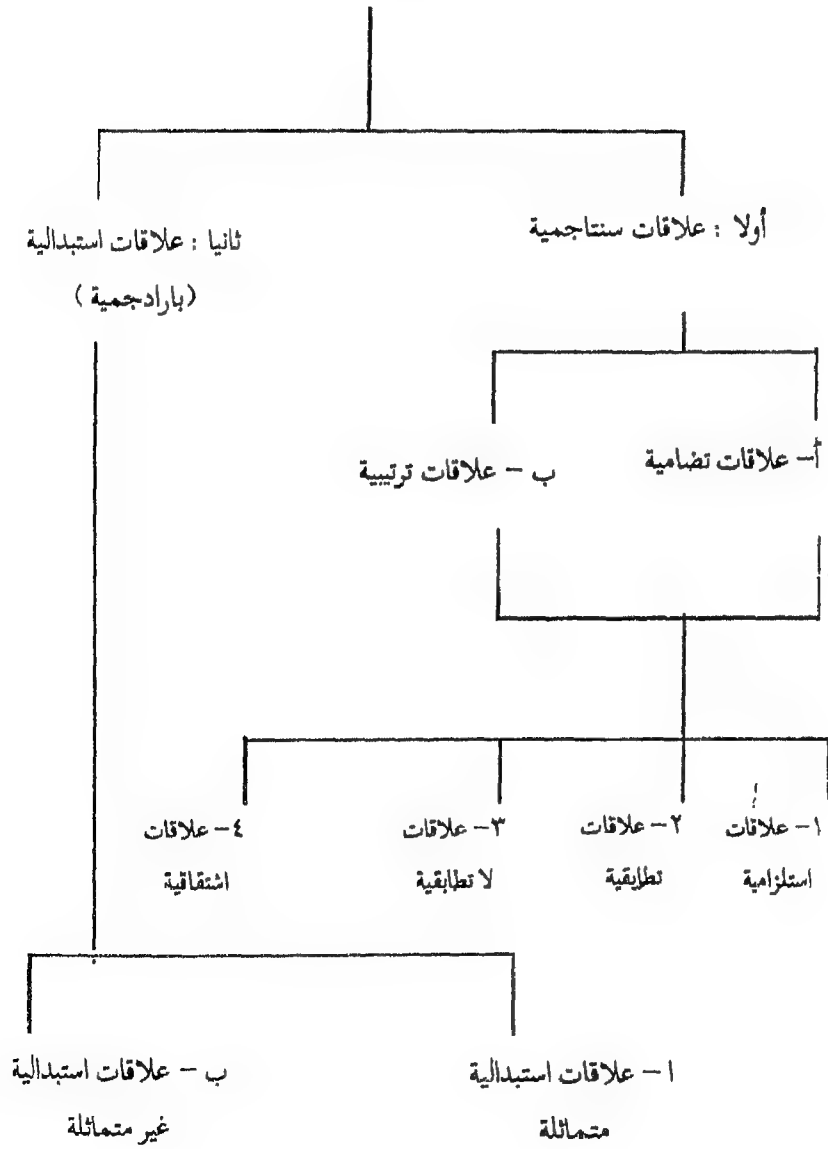 أولا : علاقات سنتاجمية
ثانيا : علاقات استبدالية
(بارادجمية)
أ – علاقات تضامية
ب – علاقات ترتيبية
١ – علاقات
استلزامية
٢ – علاقات
تطابقية
٣ – علاقات
لا تطابقية
٤ – علاقات
اشتقاقية
ا – علاقات استبدالية
متماثلة
ب – علاقات استبدالية
غير متماثلة